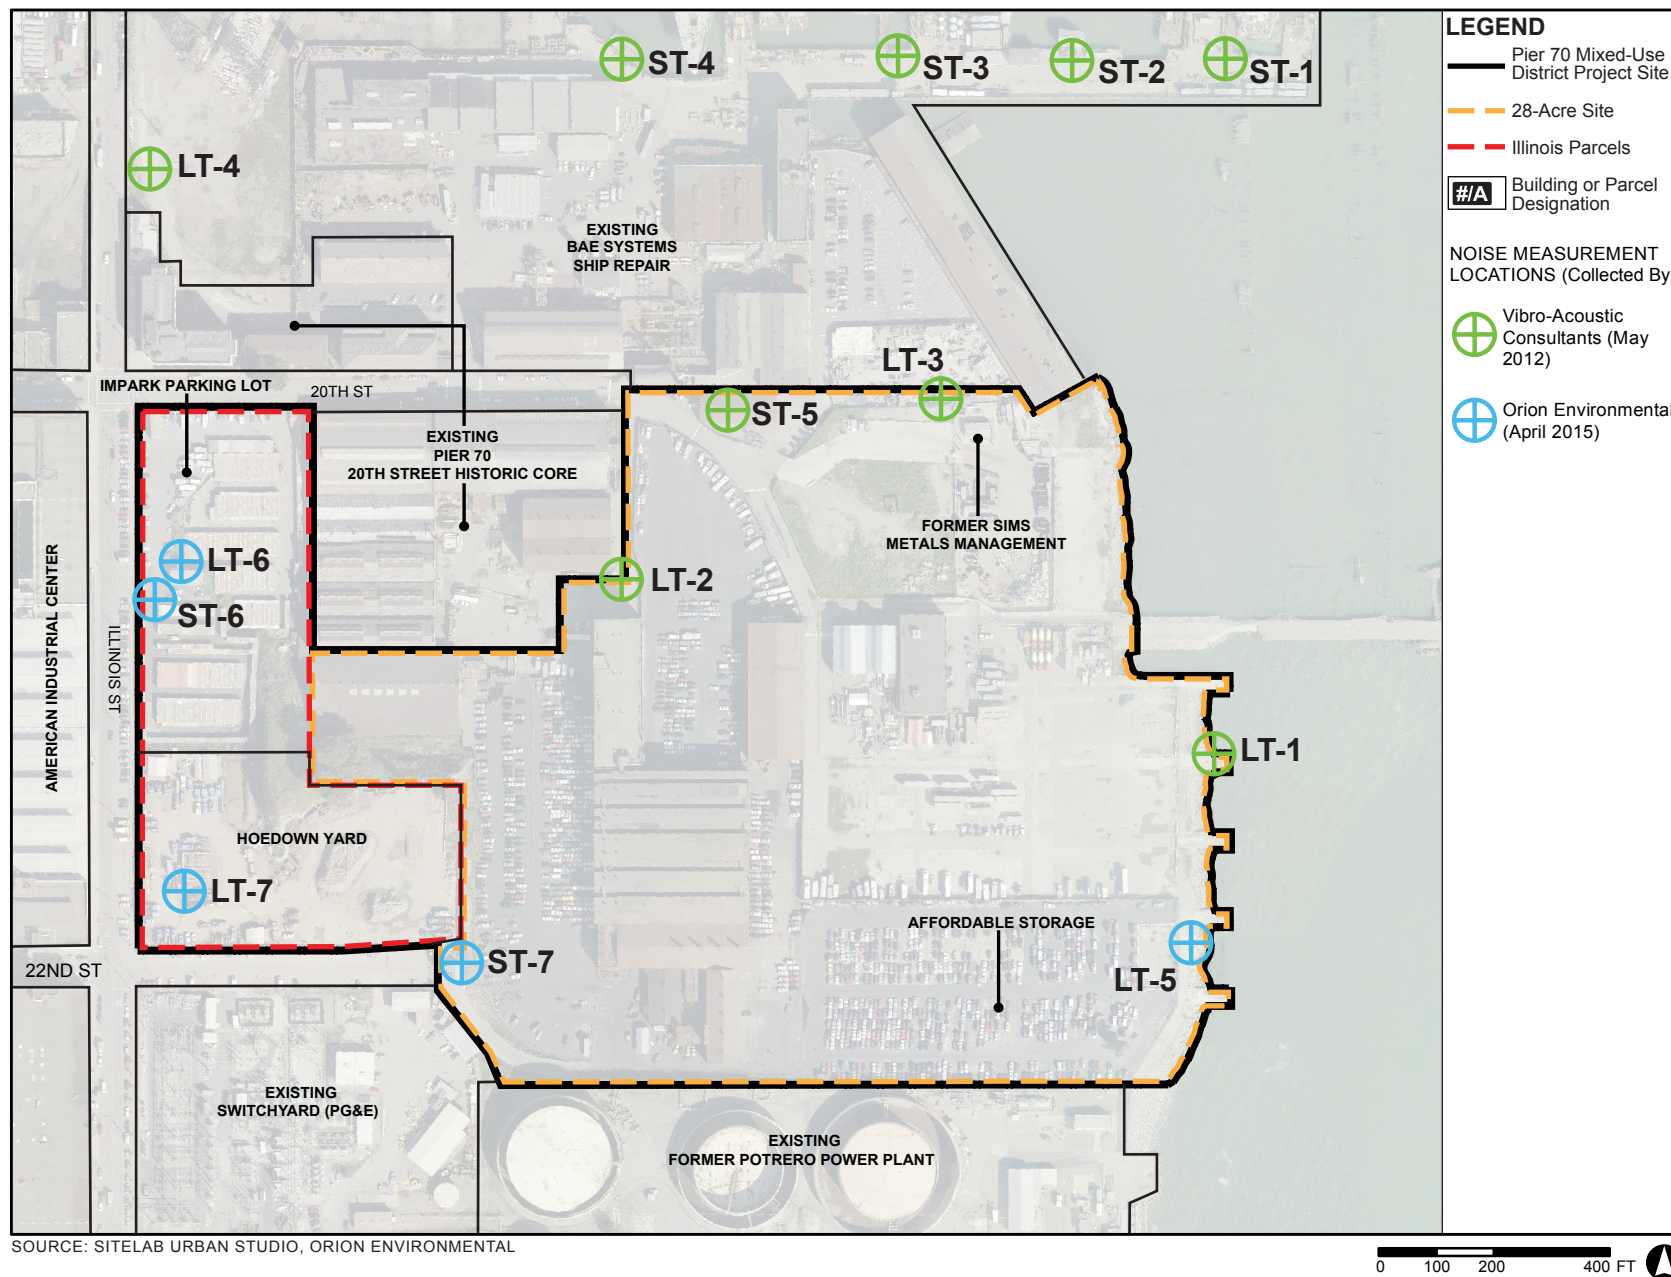 ST-4
ST-3
ST-2
ST-1
LT-4
EXISTING
BAE SYSTEMS
SHIP REPAIR
LT-3
IMPARK PARKING LOT
20TH ST
ST-5
EXISTING
PIER 70
20TH STREET HISTORIC CORE
FORMER SIMS
METALS MANAGEMENT
LT-6
LT-2
ST-6
AMERICAN INDUSTRIAL CENTER
ILLINOIS ST
LT-1
HOEDOWN YARD
LT-7
AFFORDABLE STORAGE
22ND ST
ST-7
LT-5
EXISTING
SWITCHYARD (PG&E)
EXISTING
FORMER POTRERO POWER PLANT
LEGEND
Pier 70 Mixed-Use
District Project Site
28-Acre Site
Illinois Parcels
#/A
Building or Parcel
Designation
NOISE MEASUREMENT
LOCATIONS (Collected By
Vibro-Acoustic
Consultants (May
2012)
Orion Environmental
(April 2015)
SOURCE: SITELAB URBAN STUDIO, ORION ENVIRONMENTAL
0 100 200 400 FT